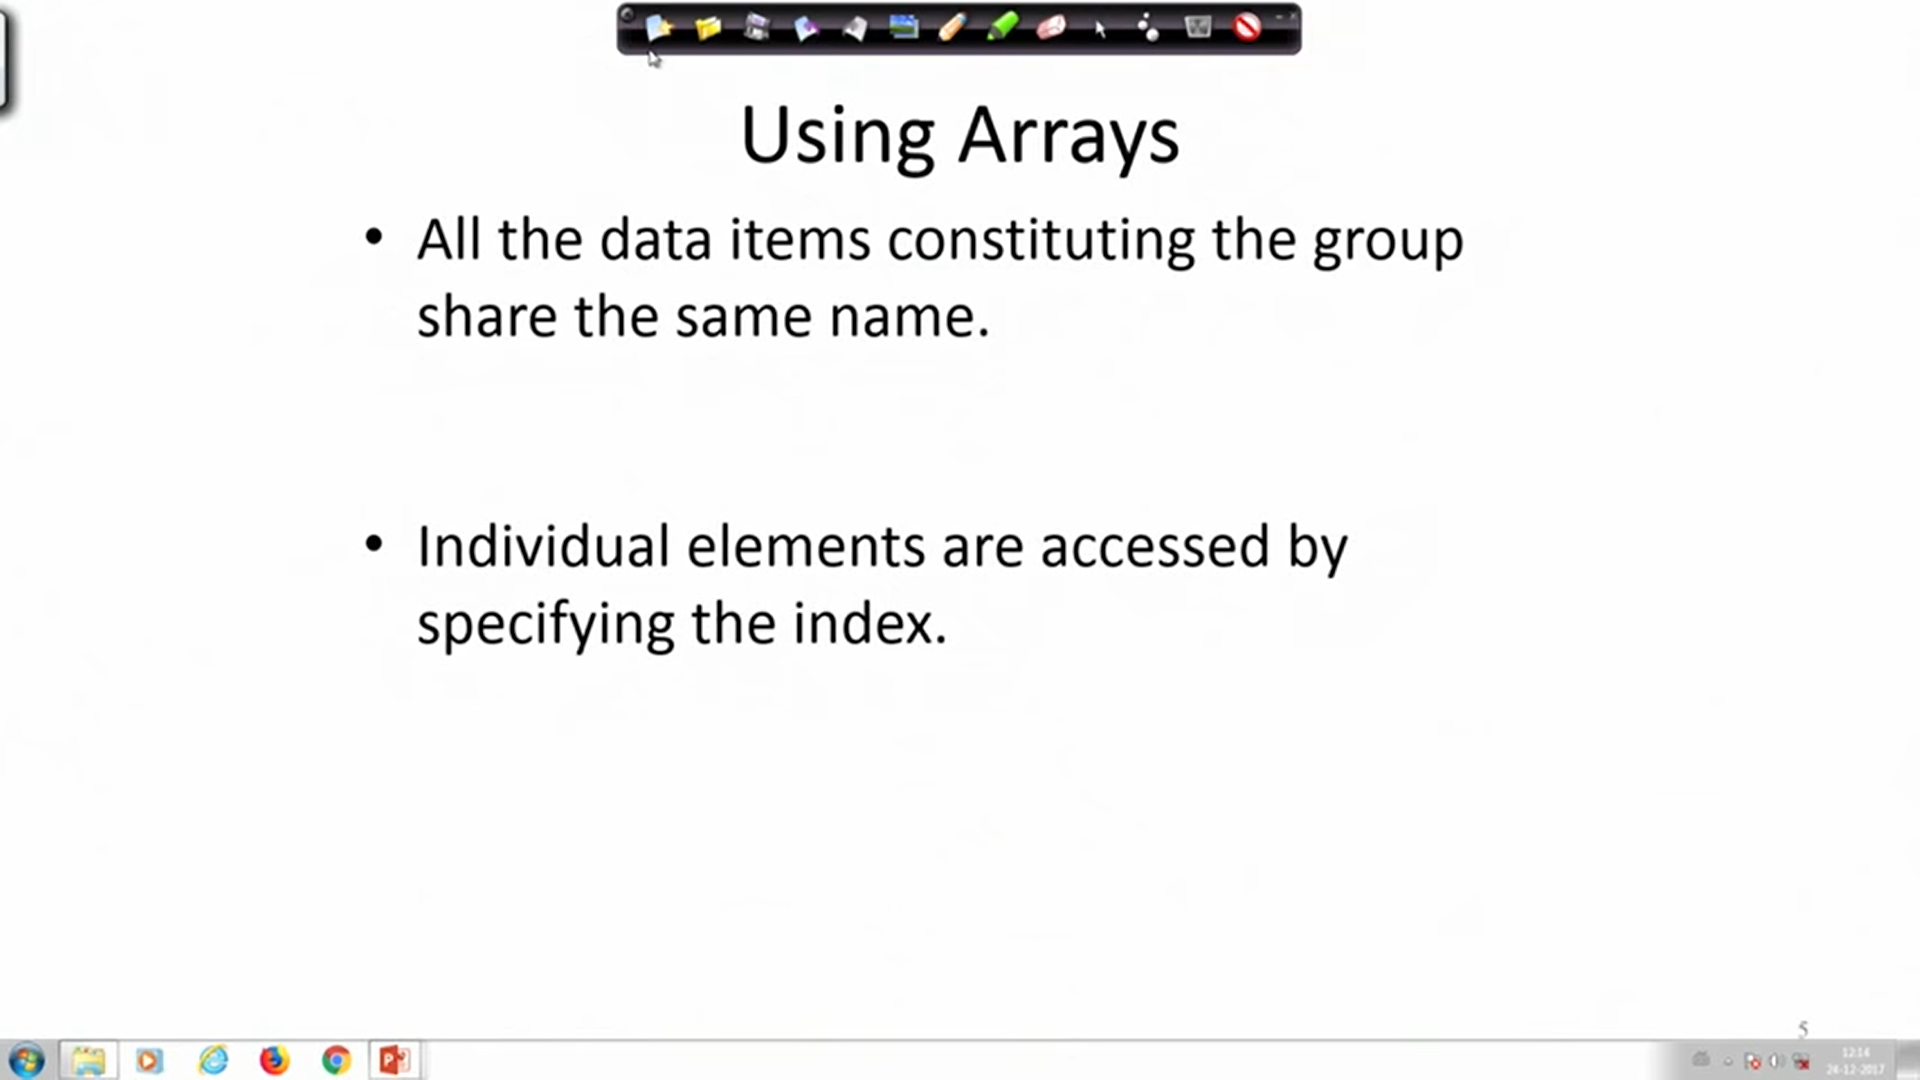 Using Arrays
• All the data items constituting the group
share the same name.
• Individual elements are accessed by
specifying the index.
5
12:14
24-12-2017